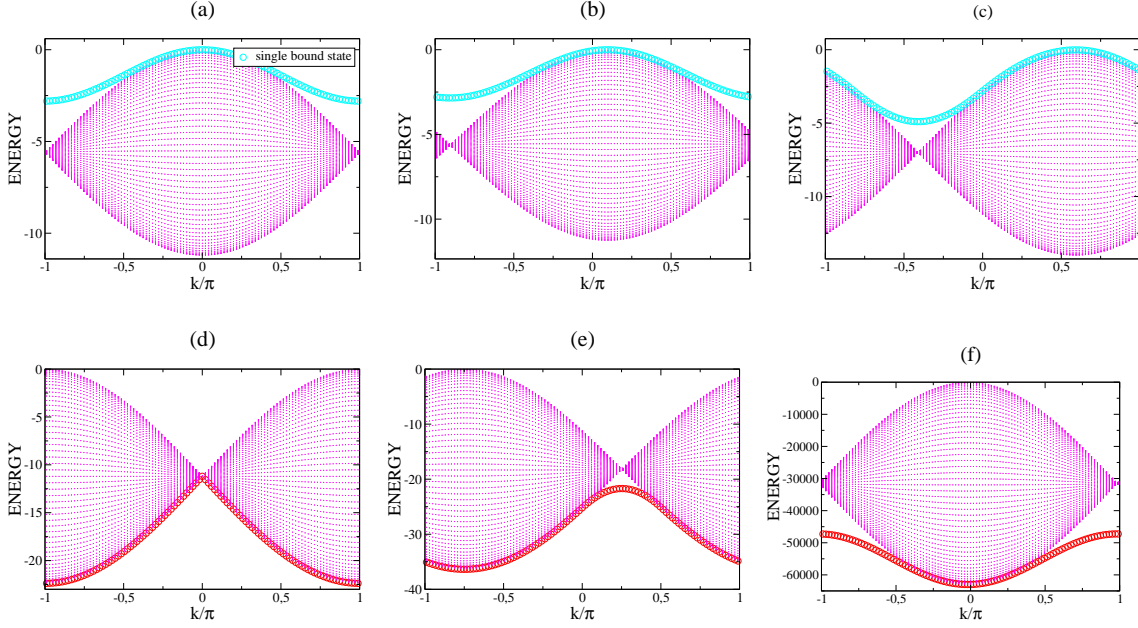 (a)
(b)
(c)
0
-5
-10
ENERGY
single bound state
-1
-0,5
0
0,5
1
k/π
0
-5
-10
ENERGY
-1
-0,5
0
0,5
1
k/π
0
-5
-10
ENERGY
-1
-0,5
0
0,5
k/π
(d)
(e)
(f)
0
-5
-10
-15
-20
ENERGY
-1
-0,5
0
0,5
1
k/π
0
-10
-20
-30
-40
ENERGY
-1
-0,5
0
0,5
1
k/π
0
-10000
-20000
-30000
-40000
-50000
-60000
ENERGY
-1
-0,5
0
0,5
1
k/π